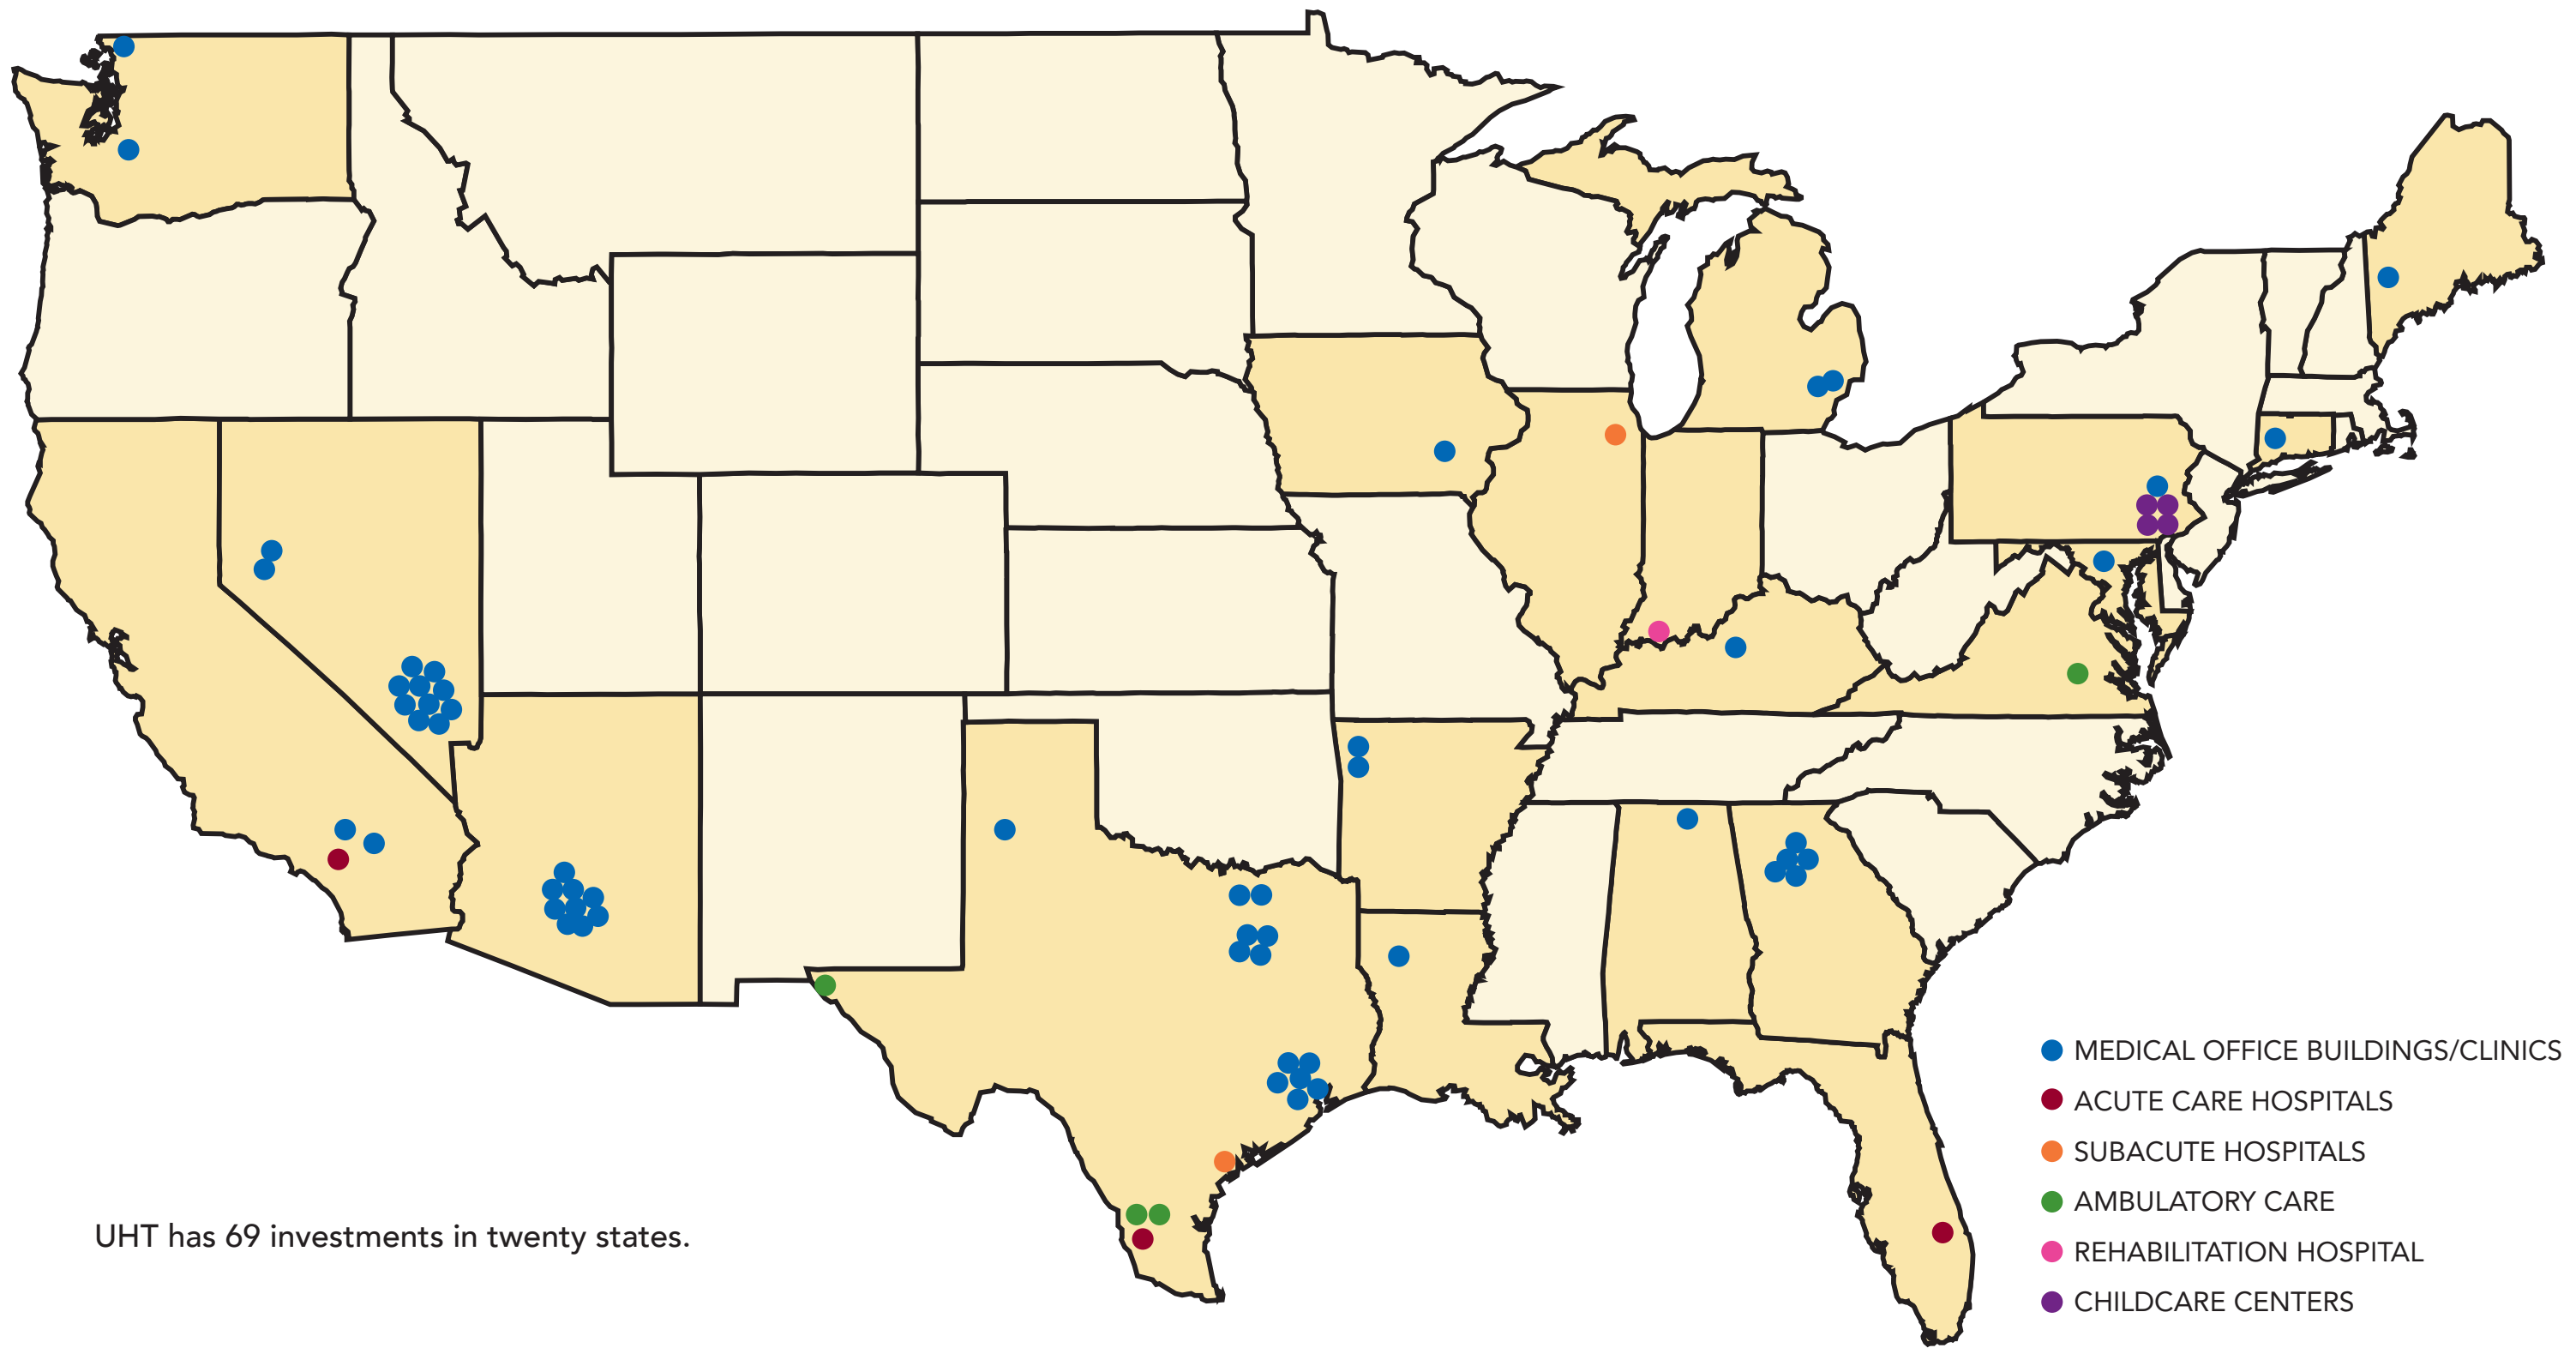 UHT has 69 investments in twenty states.
MEDICAL OFFICE BUILDINGS/CLINICS
ACUTE CARE HOSPITALS
SUBACUTE HOSPITALS
AMBULATORY CARE
REHABILITATION HOSPITAL
CHILDCARE CENTERS